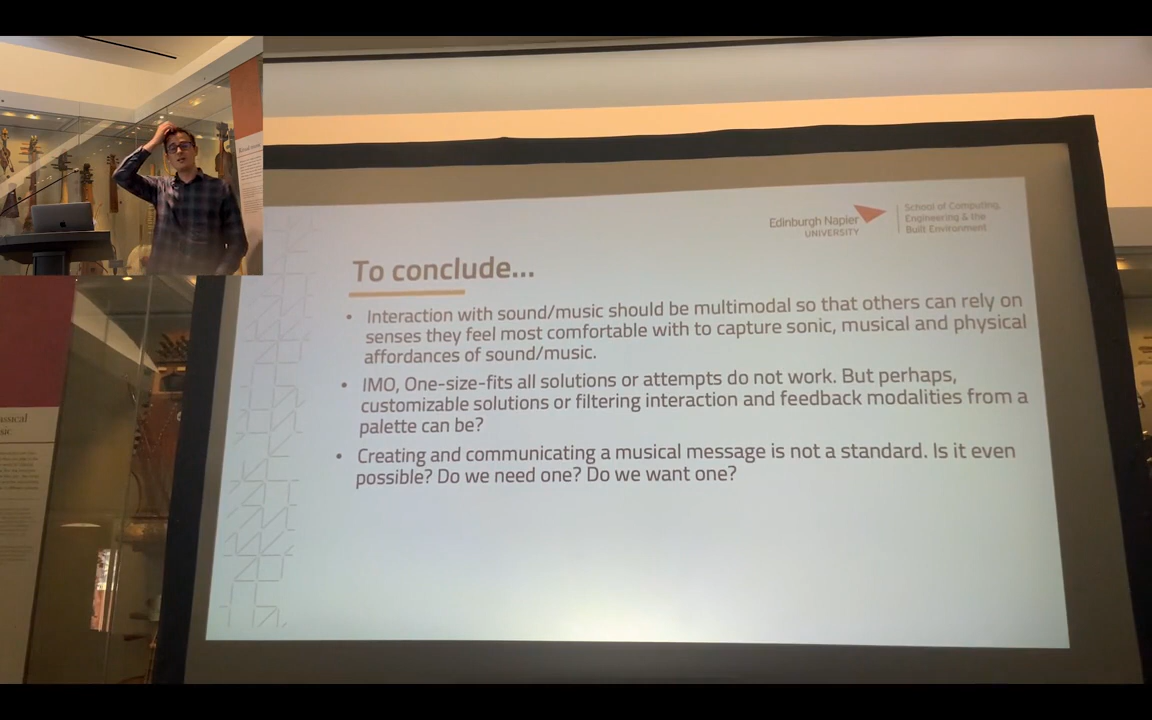 Edinburgh Napier
UNIVERSITY
School of Computing,
Engineering & the
Built Environment
To conclude...
• Interaction with sound/music should be multimodal so that others can rely on
senses they feel most comfortable with to capture sonic, musical and physical
affordances of sound/music.
• IMO, One-size-fits all solutions or attempts do not work. But perhaps,
customizable solutions or filtering interaction and feedback modalities from a
palette can be?
• Creating and communicating a musical message is not a standard. Is it even
possible? Do we need one? Do we want one?